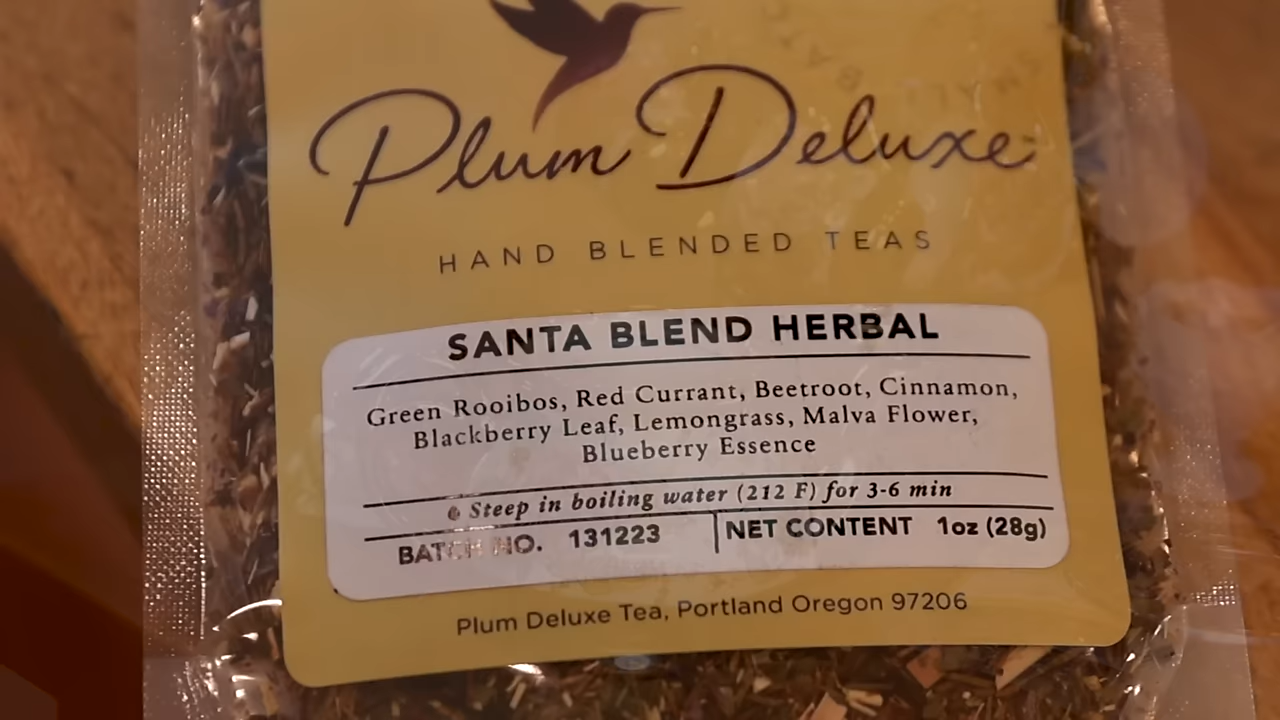 Plum Deluxe
HAND BLENDED TEAS
SANTA BLEND HERBAL
Green Rooibos, Red Currant, Beetroot, Cinnamon,
Blackberry Leaf, Lemongrass, Malva Flower,
Blueberry Essence
Steep in boiling water (212 F) for 3-6 min
BATCH NO. 131223
NET CONTENT 1oz (28g)
Plum Deluxe Tea, Portland Oregon 97206